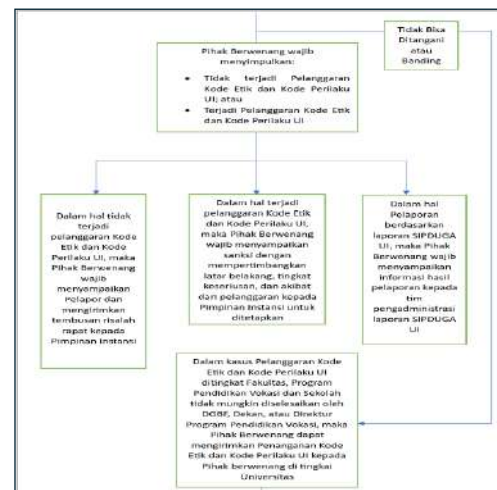 Tidak Bisa
Ditangani
atau
Banding
Pihak Berwenang wajib
menyimpulkan:
• Tidak terjadi Pelanggaran
Kode Etik dan Kode Perilaku
UI; atau
• Terjadi Pelanggaran Kode Etik
dan Kode Perilaku UI
Dalam hal tidak
terjadi
pelanggaran Kode
Etik dan Kode
Perilaku UI, maka
Pihak Berwenang
wajib
menyampaikan
Pelapor dan
mengirimkan
tembusan risalah
rapat kepada
Pimpinan Instansi
Dalam hal terjadi
pelanggaran Kode Etik
dan Kode Perilaku UI,
maka Pihak Berwenang
wajib menyampaikan
sanksi dengan
mempertimbangkan
latar belakang, tingkat
keseriusan, dan akibat
dari pelanggaran kepada
Pimpinan Instansi untuk
ditetapkan
Dalam hal
Pelaporan
berdasarkan
laporan SIPDUGA
UI, maka Pihak
Berwenang wajib
menyampaikan
informasi hasil
pelaporan kepada
tim
pengadministrasi
laporan SIPDUGA
UI
Dalam kasus Pelanggaran Kode
Etik dan Kode Perilaku UI
ditingkat Fakultas, Program
Pendidikan Vokasi dan Sekolah
tidak mungkin diselesaikan oleh
DGBF, Dekan, atau Direktur
Program Pendidikan Vokasi, maka
Pihak Berwenang dapat
mengirimkan Penanganan Kode
Etik dan Kode Perilaku UI kepada
Pihak berwenang di tingkat
Universitas